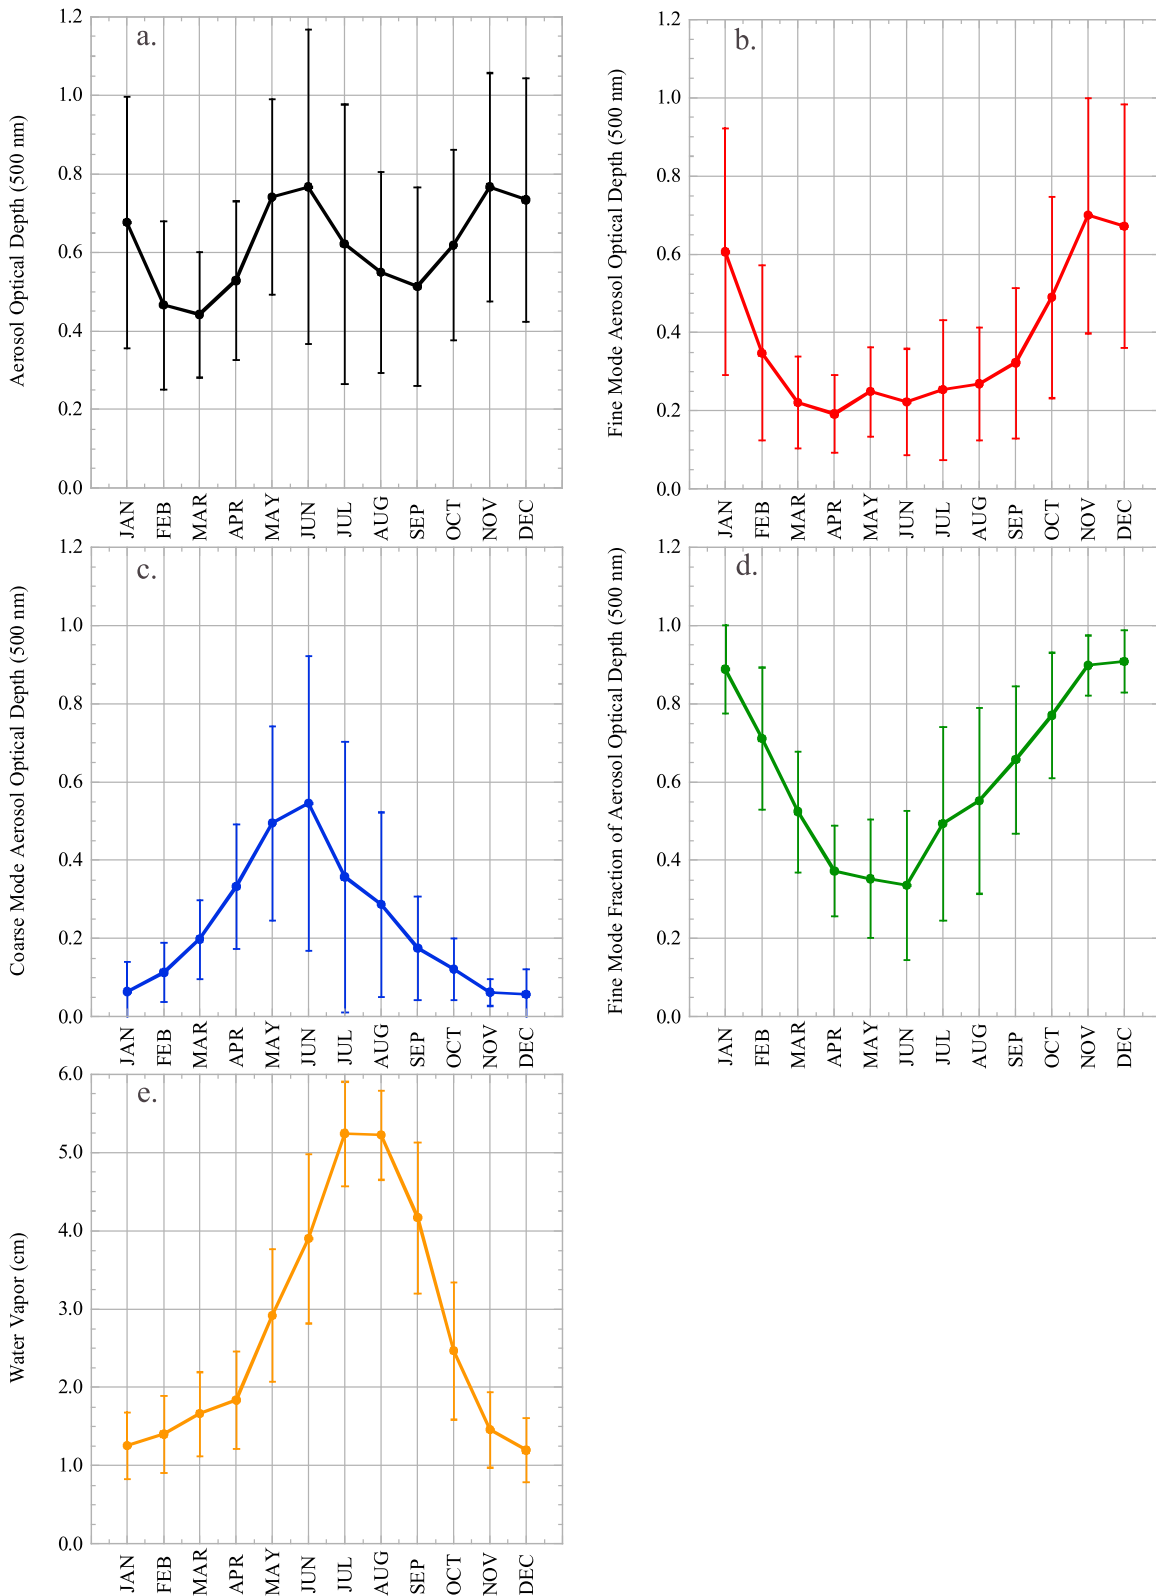 a.
Aerosol Optical Depth (500 nm)
1.2
1.0
0.8
0.6
0.4
0.2
0.0
JAN
FEB
MAR
APR
MAY
JUN
JUL
AUG
SEP
OCT
NOV
DEC
b.
Fine Mode Aerosol Optical Depth (500 nm)
1.2
1.0
0.8
0.6
0.4
0.2
0.0
JAN
FEB
MAR
APR
MAY
JUN
JUL
AUG
SEP
OCT
NOV
DEC
c.
Coarse Mode Aerosol Optical Depth (500 nm)
1.2
1.0
0.8
0.6
0.4
0.2
0.0
JAN
FEB
MAR
APR
MAY
JUN
JUL
AUG
SEP
OCT
NOV
DEC
d.
Fine Mode Fraction of Aerosol Optical Depth (500 nm)
1.2
1.0
0.8
0.6
0.4
0.2
0.0
JAN
FEB
MAR
APR
MAY
JUN
JUL
AUG
SEP
OCT
NOV
DEC
e.
Water Vapor (cm)
6.0
5.0
4.0
3.0
2.0
1.0
0.0
JAN
FEB
MAR
APR
MAY
JUN
JUL
AUG
SEP
OCT
NOV
DEC